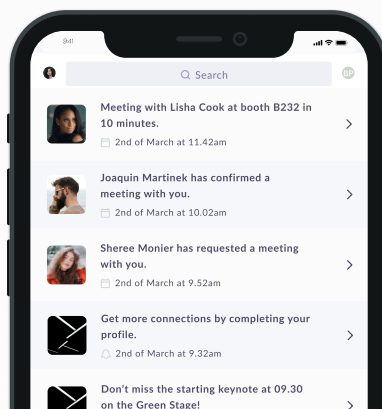 9:41
Search
BP
Meeting with Lisha Cook at booth B232 in
10 minutes.
2nd of March at 11.42am
Joaquin Martinek has confirmed a
meeting with you.
2nd of March at 10.02am
Sheree Monier has requested a meeting
with you.
2nd of March at 9.52am
Get more connections by completing your
profile.
2nd of March at 9.32am
Don't miss the starting keynote at 09.30
on the Green Stage!